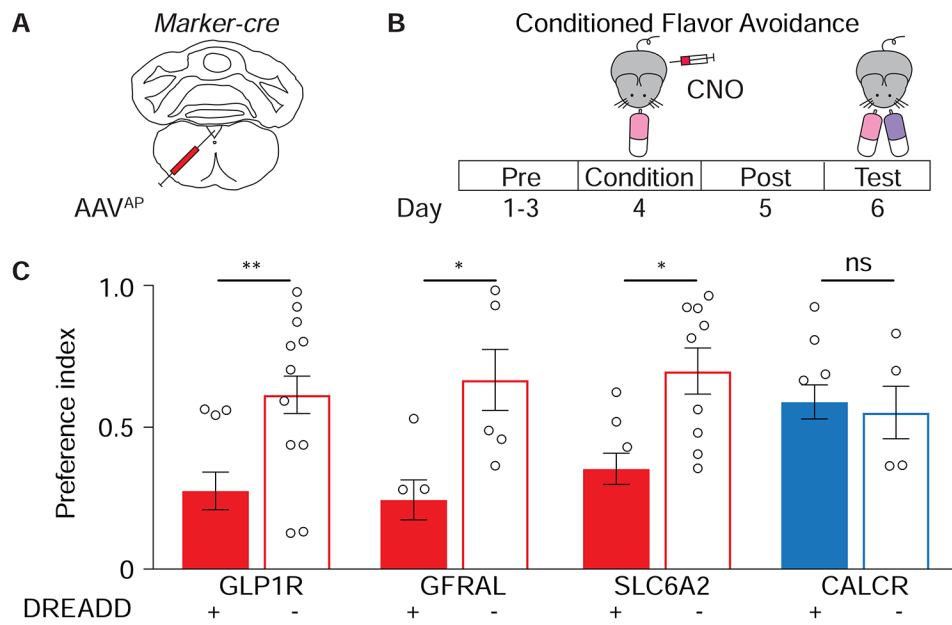 A
Marker-cre
AAVAP
B
Conditioned Flavor Avoidance
CNO
Pre Condition Post Test
Day 1-3 4 5 6
C
** * * ns
1.0
0.5
0
Preference index
GLP1R GFRAL SLC6A2 CALCR
DREADD + - + - + - + -